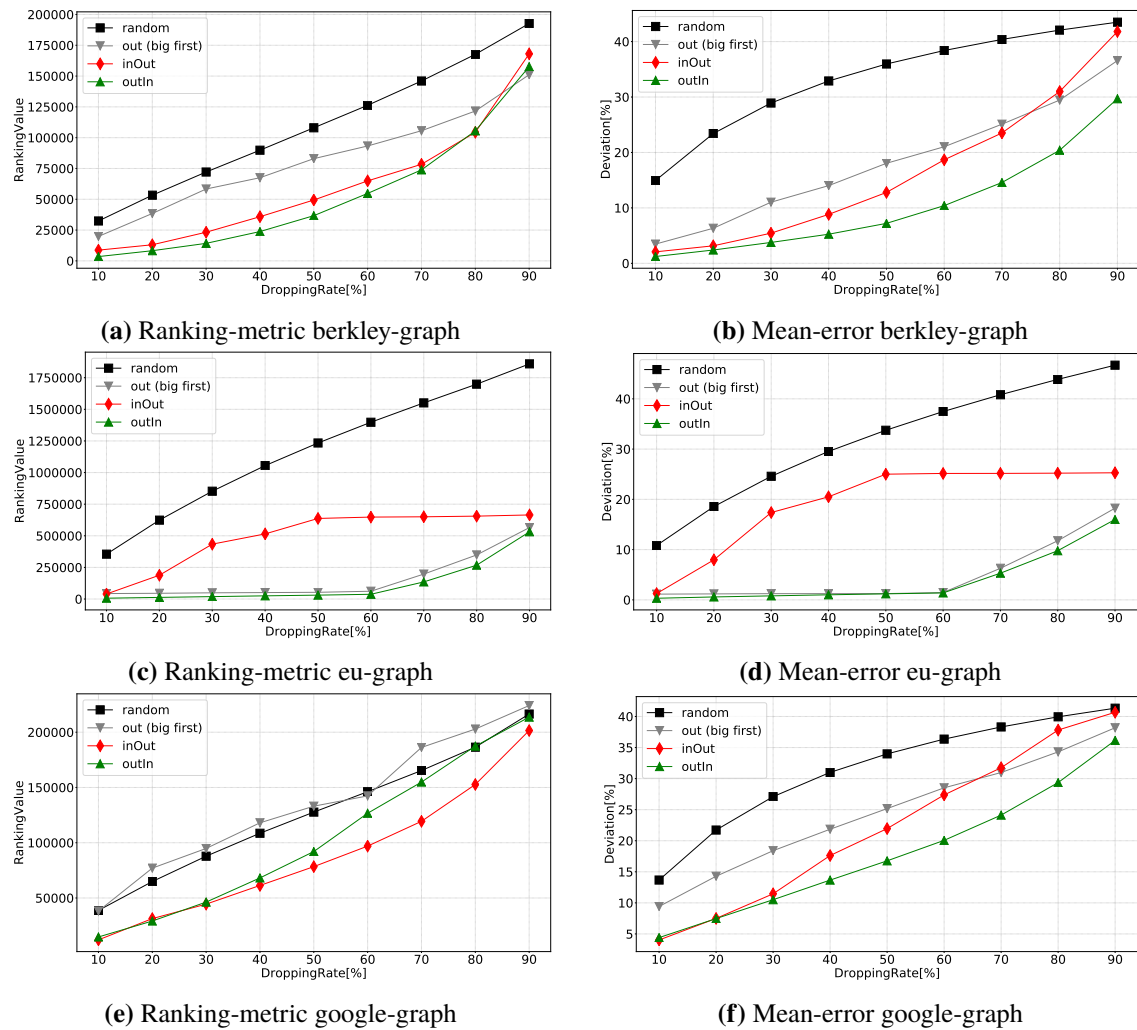 random
out (big first)
inOut
outIn
200000
175000
150000
125000
100000
75000
50000
25000
0
RankingValue
10 20 30 40 50 60 70 80 90
DroppingRate[%]
(a) Ranking-metric berkley-graph
random
out (big first)
inOut
outIn
40
30
20
10
0
Deviation[%]
10 20 30 40 50 60 70 80 90
DroppingRate[%]
(b) Mean-error berkley-graph
random
out (big first)
inOut
outIn
1750000
1500000
1250000
1000000
750000
500000
250000
0
RankingValue
10 20 30 40 50 60 70 80 90
DroppingRate[%]
(c) Ranking-metric eu-graph
random
out (big first)
inOut
outIn
40
30
20
10
0
Deviation[%]
10 20 30 40 50 60 70 80 90
DroppingRate[%]
(d) Mean-error eu-graph
random
out (big first)
inOut
outIn
200000
150000
100000
50000
RankingValue
10 20 30 40 50 60 70 80 90
DroppingRate[%]
(e) Ranking-metric google-graph
random
out (big first)
inOut
outIn
40
35
30
25
20
15
10
5
Deviation[%]
10 20 30 40 50 60 70 80 90
DroppingRate[%]
(f) Mean-error google-graph